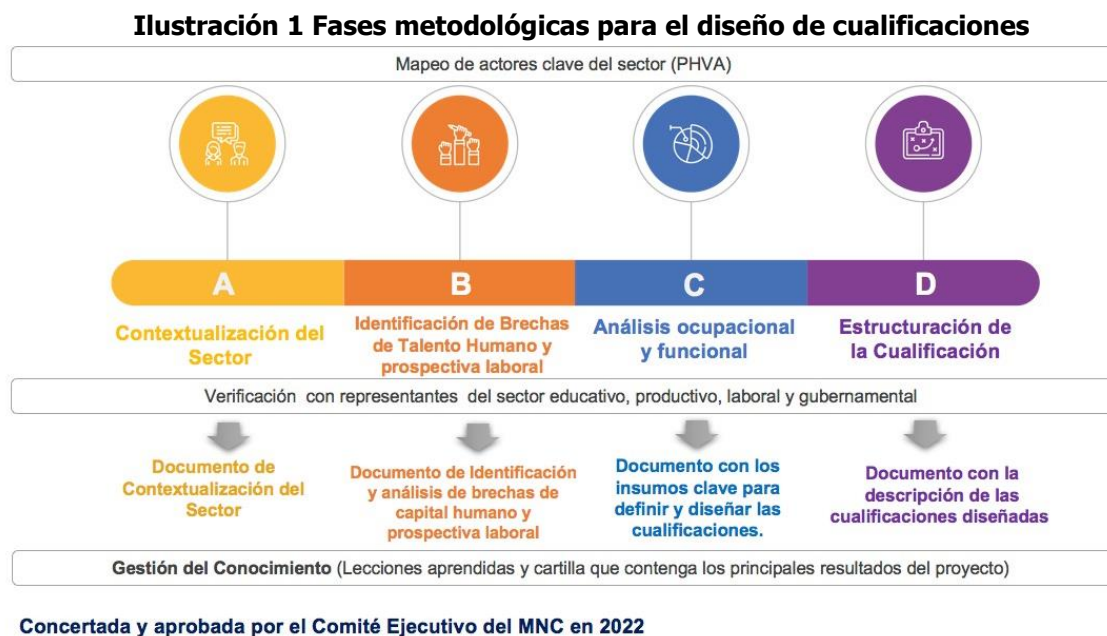 Ilustración 1 Fases metodológicas para el diseño de cualificaciones
Mapeo de actores clave del sector (PHVA)
A
B
C
D
Contextualización del
Sector
Identificación de Brechas
de Talento Humano y
prospectiva laboral
Análisis ocupacional
y funcional
Estructuración de
la Cualificación
Verificación con representantes del sector educativo, productivo, laboral y gubernamental
Documento de
Contextualización del
Sector
Documento de Identificación
y análisis de brechas de
capital humano y
prospectiva laboral
Documento con los
insumos clave para
definir y diseñar las
cualificaciones.
Documento con la
descripción de las
cualificaciones diseñadas
Gestión del Conocimiento (Lecciones aprendidas y cartilla que contenga los principales resultados del proyecto)
Concertada y aprobada por el Comité Ejecutivo del MNC en 2022